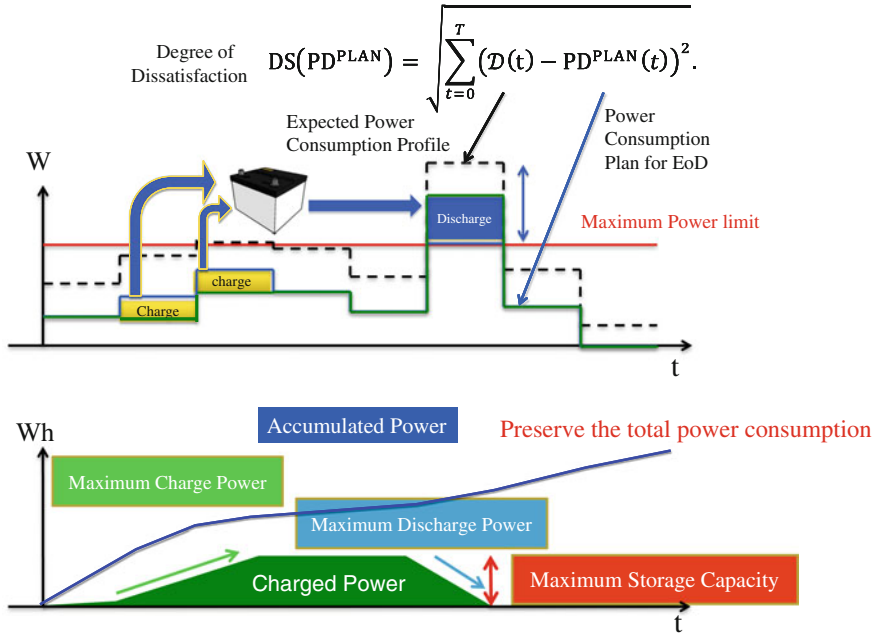 Degree of
Dissatisfaction
DS(PD^PLAN) = √∑_{t=0}^{T} (𝒟(t) − PD^PLAN(t))².
Expected Power
Consumption Profile
Power
Consumption
Plan for EoD
W
Discharge
Maximum Power limit
charge
Charge
t
Wh
Accumulated Power
Preserve the total power consumption
Maximum Charge Power
Maximum Discharge Power
Charged Power
Maximum Storage Capacity
t